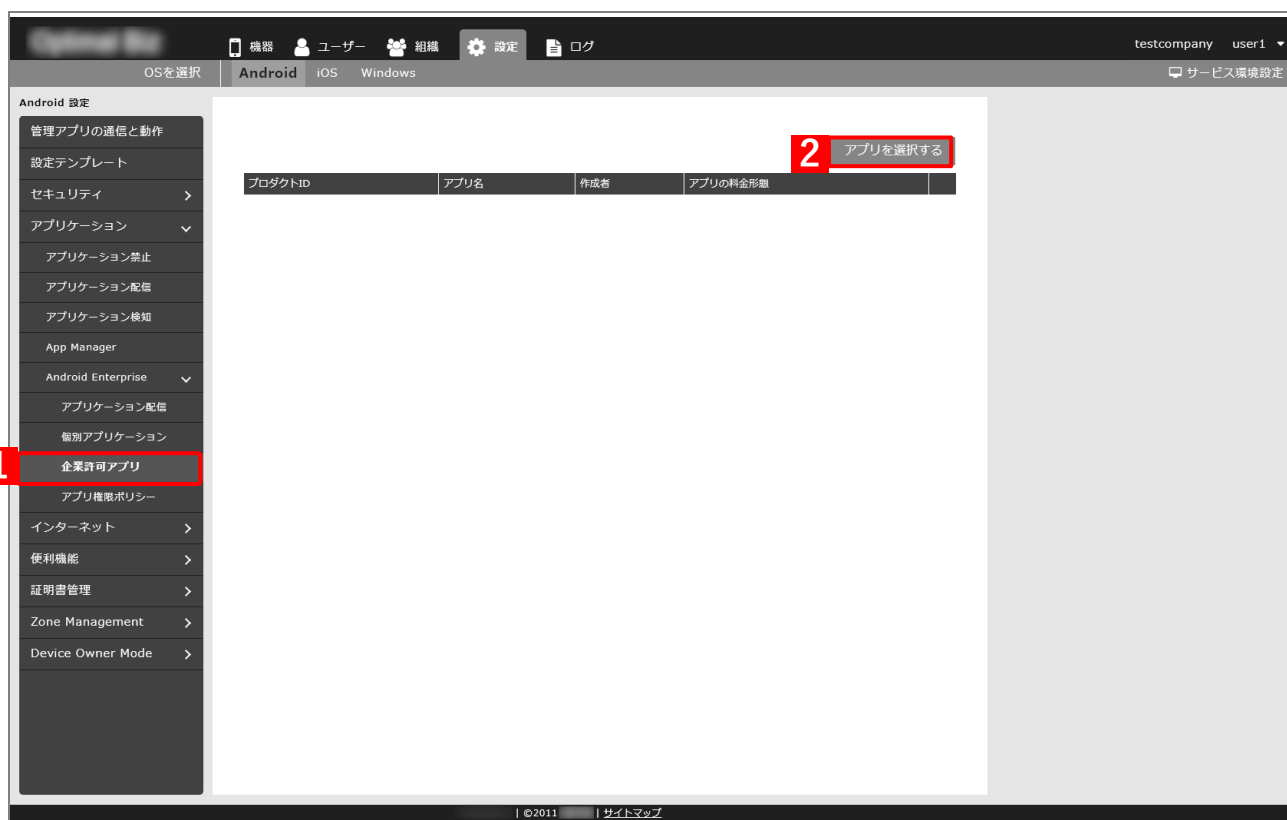 機器 ユーザー 組織 設定 ログ testcompany user1
OSを選択 Android iOS Windows サービス環境設定
Android 設定
管理アプリの通信と動作
設定テンプレート
セキュリティ
アプリケーション
アプリケーション禁止
アプリケーション配信
アプリケーション検知
App Manager
Android Enterprise
アプリケーション配信
個別アプリケーション
1 企業許可アプリ
アプリ権限ポリシー
インターネット
便利機能
証明書管理
Zone Management
Device Owner Mode
2 アプリを選択する
プロダクトID アプリ名 作成者 アプリの料金形態
| ©2011 | サイトマップ